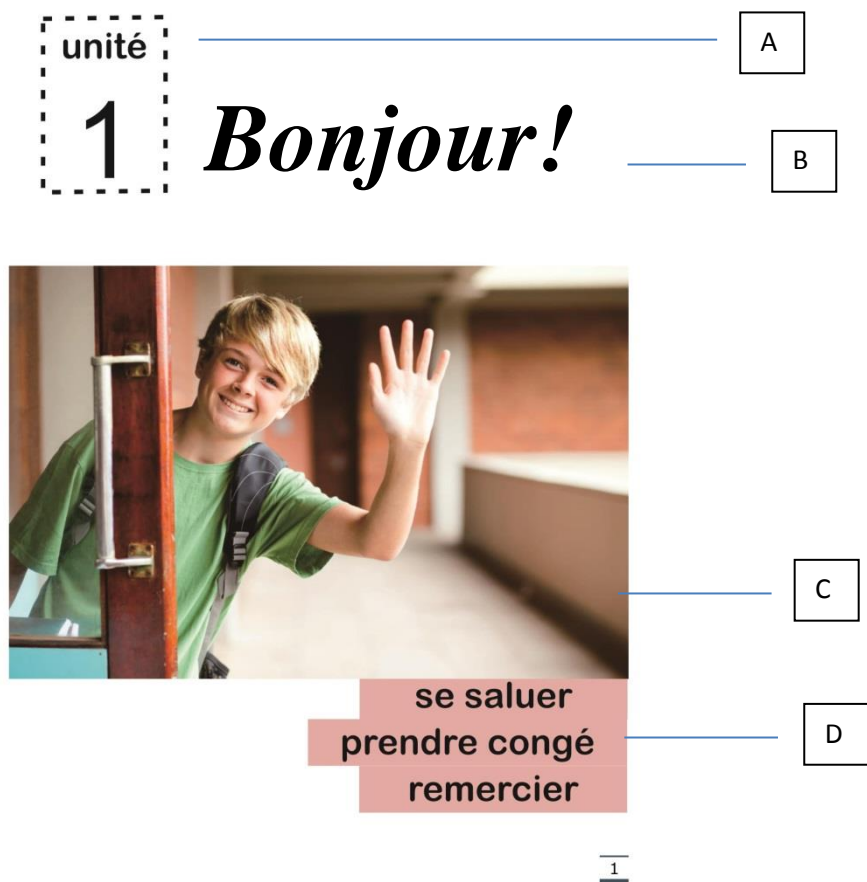 unité
A
1
Bonjour!
B
C
se saluer
prendre congé
D
remercier
1